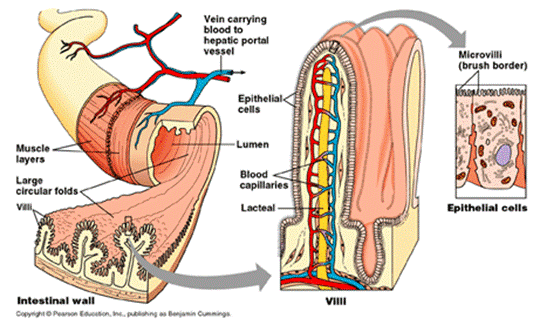 Vein carrying
blood to
hepatic portal
vessel
Muscle
layers
Large
circular folds
Villi
Lumen
Intestinal wall
Epithelial
cells
Blood
capillaries
Lacteal
Villi
Microvilli
(brush border)
Epithelial cells
Copyright © Pearson Education, Inc., publishing as Benjamin Cummings.